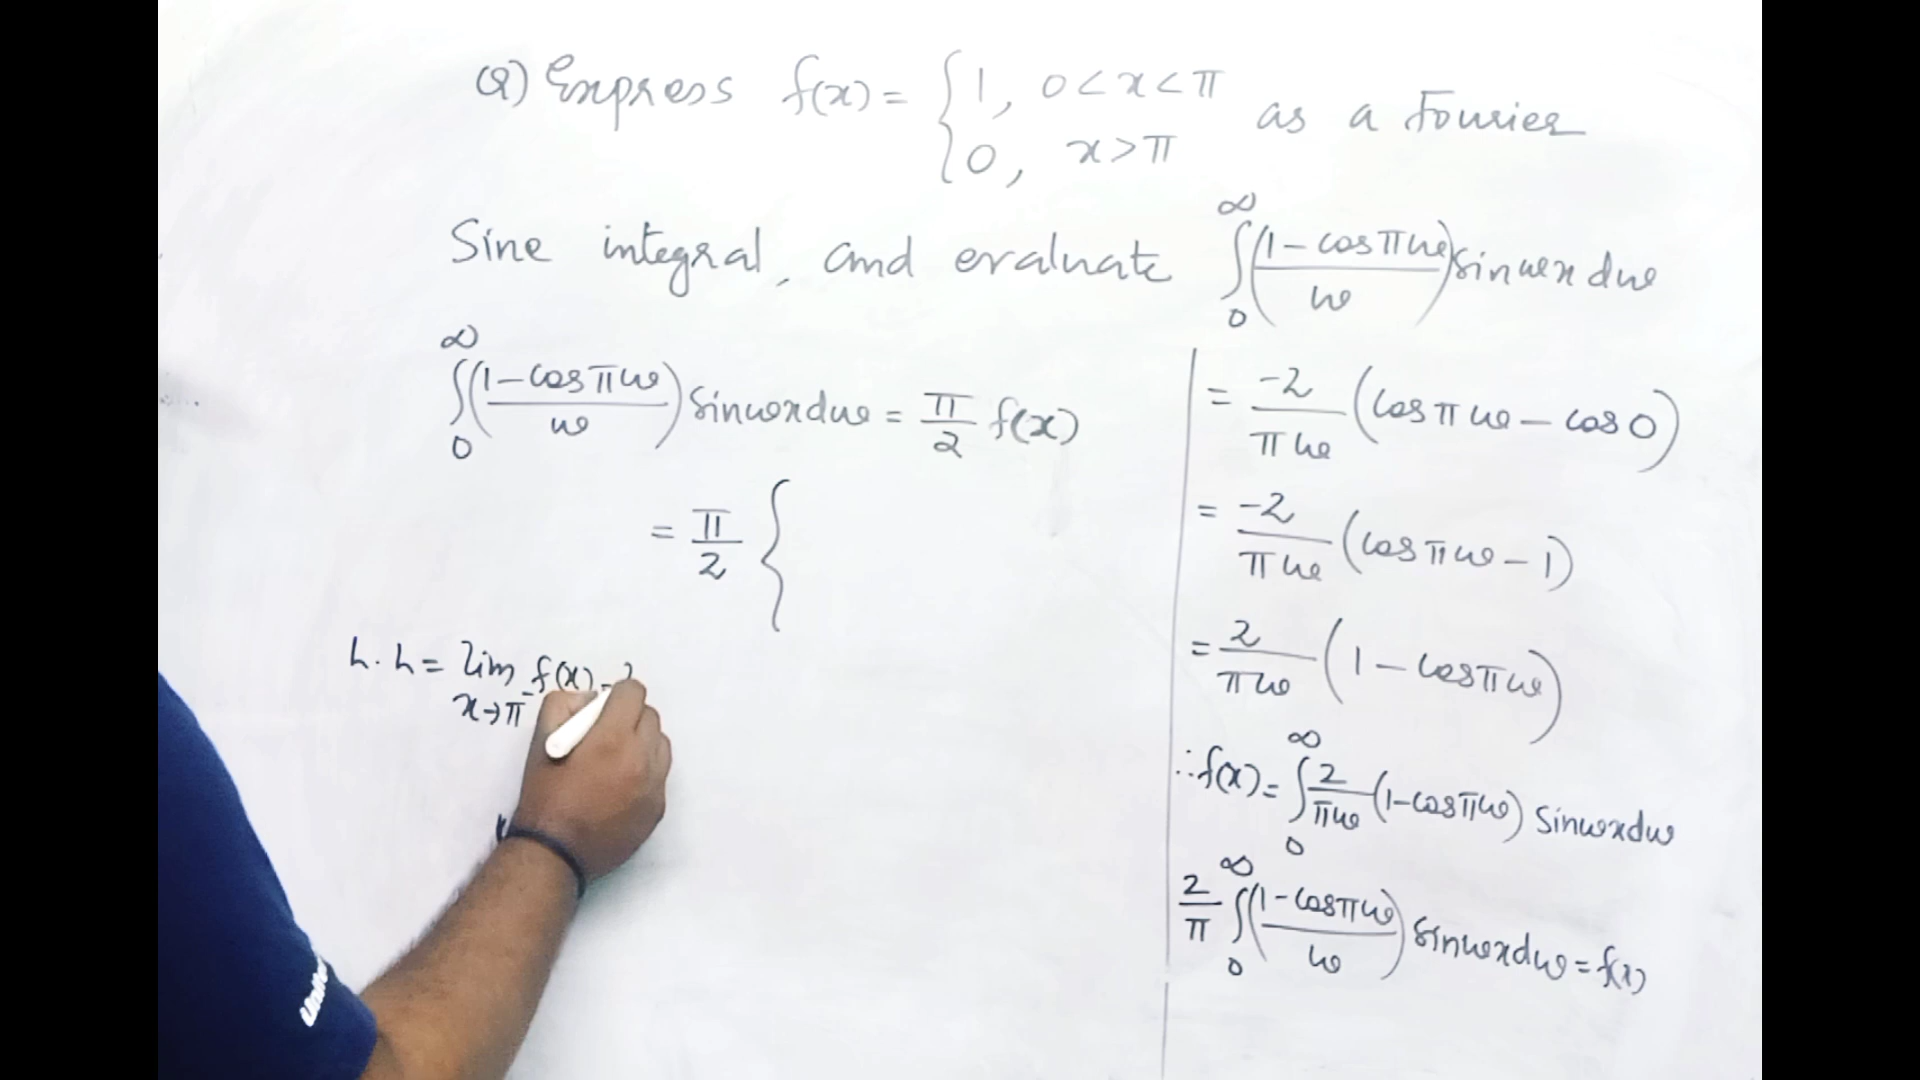 Q) Express f(x) = { 1, 0 < x < π
0, x > π as a Fourier
Sine integral, and evaluate ∫₀^∞ ((1 - cos πω)/ω) sin ωx dω
∫₀^∞ ((1 - cos πω)/ω) sin ωx dω = π/2 f(x)
= π/2 {
L.L = lim f(x) =
x→π⁻
= -2/πω (cos πω - cos 0)
= -2/πω (cos πω - 1)
= 2/πω (1 - cos πω)
∴ f(x) = ∫₀^∞ 2/πω (1 - cos πω) sin ωx dω
2/π ∫₀^∞ ((1 - cos πω)/ω) sin ωx dω = f(x)